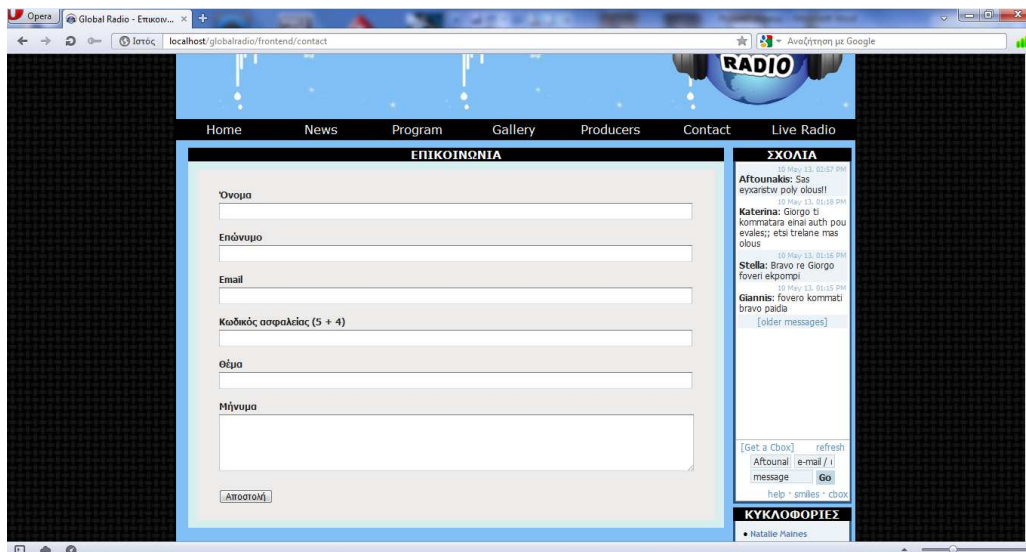 Opera
Global Radio - Επικοιν...
Ιστός
localhost/globalradio/frontend/contact
Αναζήτηση με Google
RADIO
Home News Program Gallery Producers Contact Live Radio
ΕΠΙΚΟΙΝΩΝΙΑ
Όνομα
Επώνυμο
Email
Κωδικός ασφαλείας (5 + 4)
Θέμα
Μήνυμα
Αποστολή
ΣΧΟΛΙΑ
10 May 13, 02:57 PM
Aftounakis: Sas
eyxaristw poly olous!!
10 May 13, 01:18 PM
Katerina: Giorgo ti
kommatara einai auth pou
evales;; etsi trelane mas
olous
10 May 13, 01:16 PM
Stella: Bravo re Giorgo
foveri ekpompi
10 May 13, 01:15 PM
Giannis: fovero kommati
bravo paidia
[older messages]
[Get a Cbox] refresh
Aftounal e-mail / 
message Go
help · smiles · cbox
ΚΥΚΛΟΦΟΡΙΕΣ
• Natalie Maines